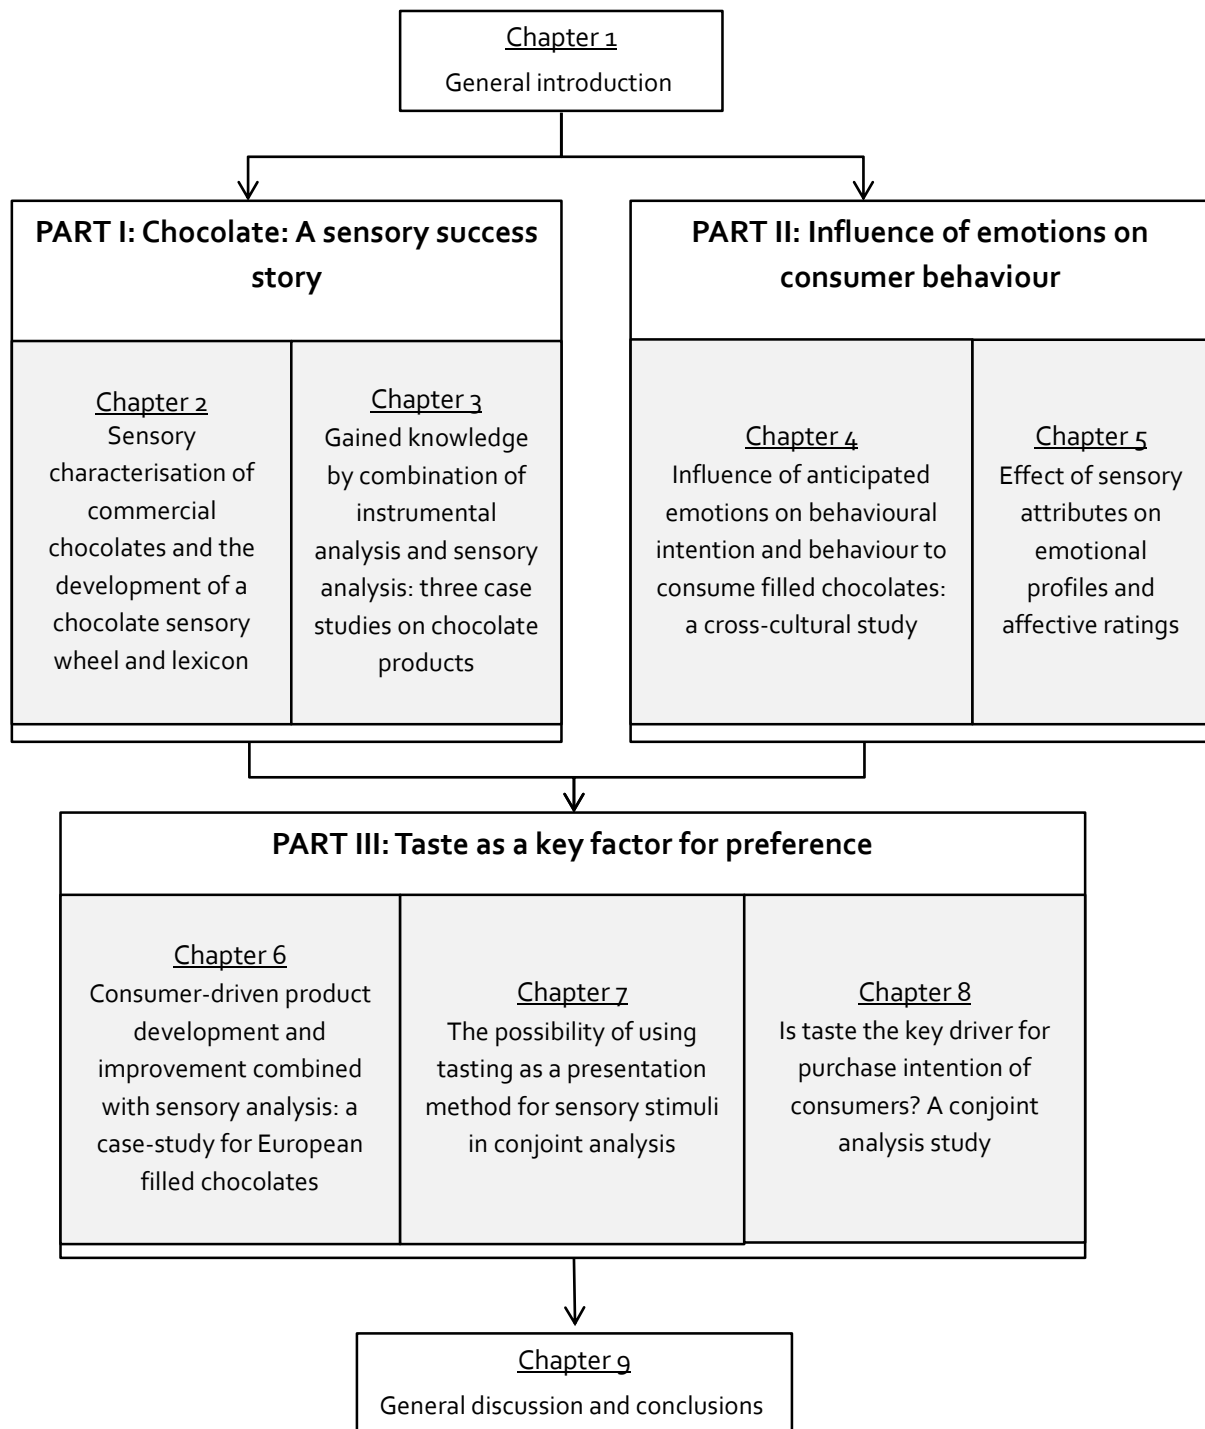 Chapter 1
General introduction
PART I: Chocolate: A sensory success
story
Chapter 2
Sensory
characterisation of
commercial
chocolates and the
development of a
chocolate sensory
wheel and lexicon
Chapter 3
Gained knowledge
by combination of
instrumental
analysis and sensory
analysis: three case
studies on chocolate
products
PART II: Influence of emotions on
consumer behaviour
Chapter 4
Influence of anticipated
emotions on behavioural
intention and behaviour to
consume filled chocolates:
a cross-cultural study
Chapter 5
Effect of sensory
attributes on
emotional
profiles and
affective ratings
PART III: Taste as a key factor for preference
Chapter 6
Consumer-driven product
development and
improvement combined
with sensory analysis: a
case-study for European
filled chocolates
Chapter 7
The possibility of using
tasting as a presentation
method for sensory stimuli
in conjoint analysis
Chapter 8
Is taste the key driver for
purchase intention of
consumers? A conjoint
analysis study
Chapter 9
General discussion and conclusions